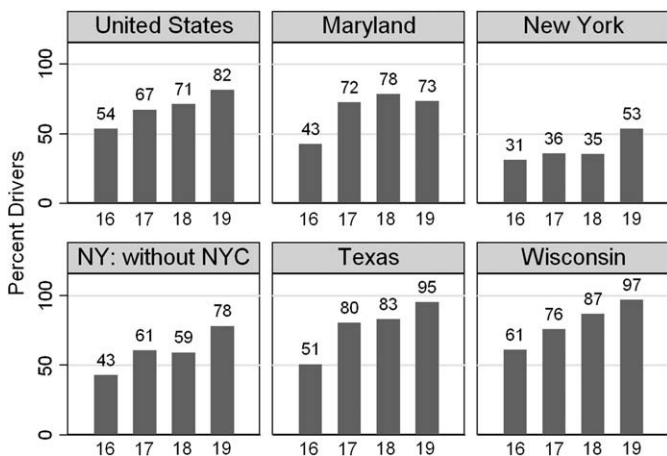 United States
Maryland
New York
Percent Drivers
100
50
0
54
67
71
82
16 17 18 19
43
72
78
73
16 17 18 19
31
36
35
53
16 17 18 19
NY: without NYC
Texas
Wisconsin
100
50
0
43
61
59
78
16 17 18 19
51
80
83
95
16 17 18 19
61
76
87
97
16 17 18 19